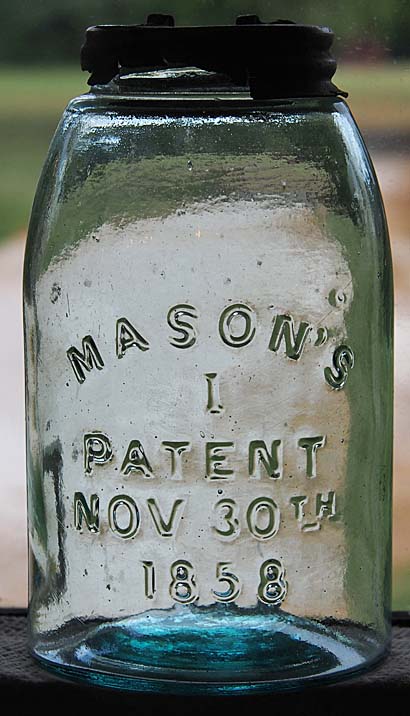 MASON'S
1
PATENT
NOV 30TH
1858